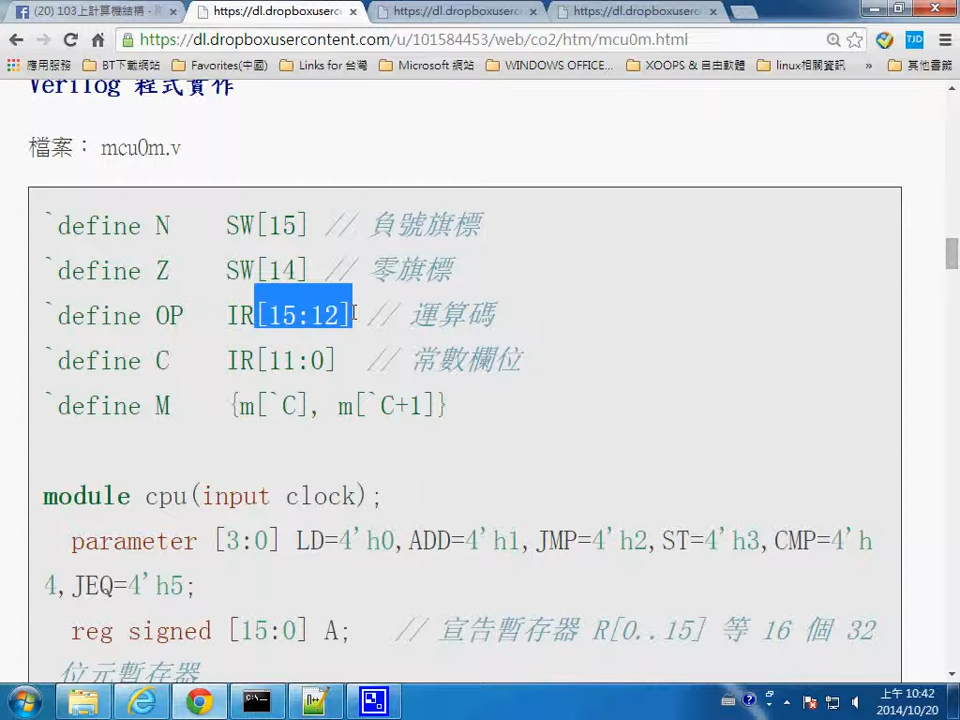 (20) 103上計算機結構 - R
https://dl.dropboxuserco
https://dl.dropboxuserc
https://dl.dropboxuserc
https://dl.dropboxusercontent.com/u/101584453/web/co2/htm/mcu0m.html
TJD
應用服務 BT下載網站 Favorites(中國) Links for 台灣 Microsoft 網站 WINDOWS OFFICE... XOOPS & 自由軟體 linux相關資訊 » 其他書籤
Verilog 程式實作
檔案： mcu0m.v
`define N SW[15] // 負號旗標
`define Z SW[14] // 零旗標
`define OP IR[15:12] // 運算碼
`define C IR[11:0] // 常數欄位
`define M {m[`C], m[`C+1]}
module cpu(input clock);
parameter [3:0] LD=4'h0,ADD=4'h1,JMP=4'h2,ST=4'h3,CMP=4'h
4,JEQ=4'h5;
reg signed [15:0] A; // 宣告暫存器 R[0..15] 等 16 個 32
位元暫存器
上午 10:42
2014/10/20